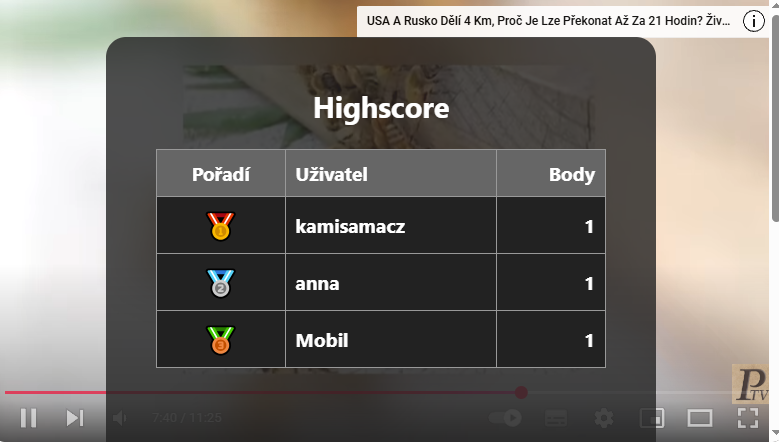 USA A Rusko Dělí 4 Km, Proč Je Lze Překonat Až Za 21 Hodin? Živ...
Highscore
Pořadí Uživatel Body
1 kamisamacz 1
2 anna 1
3 Mobil 1
P TV
7:40 / 11:25